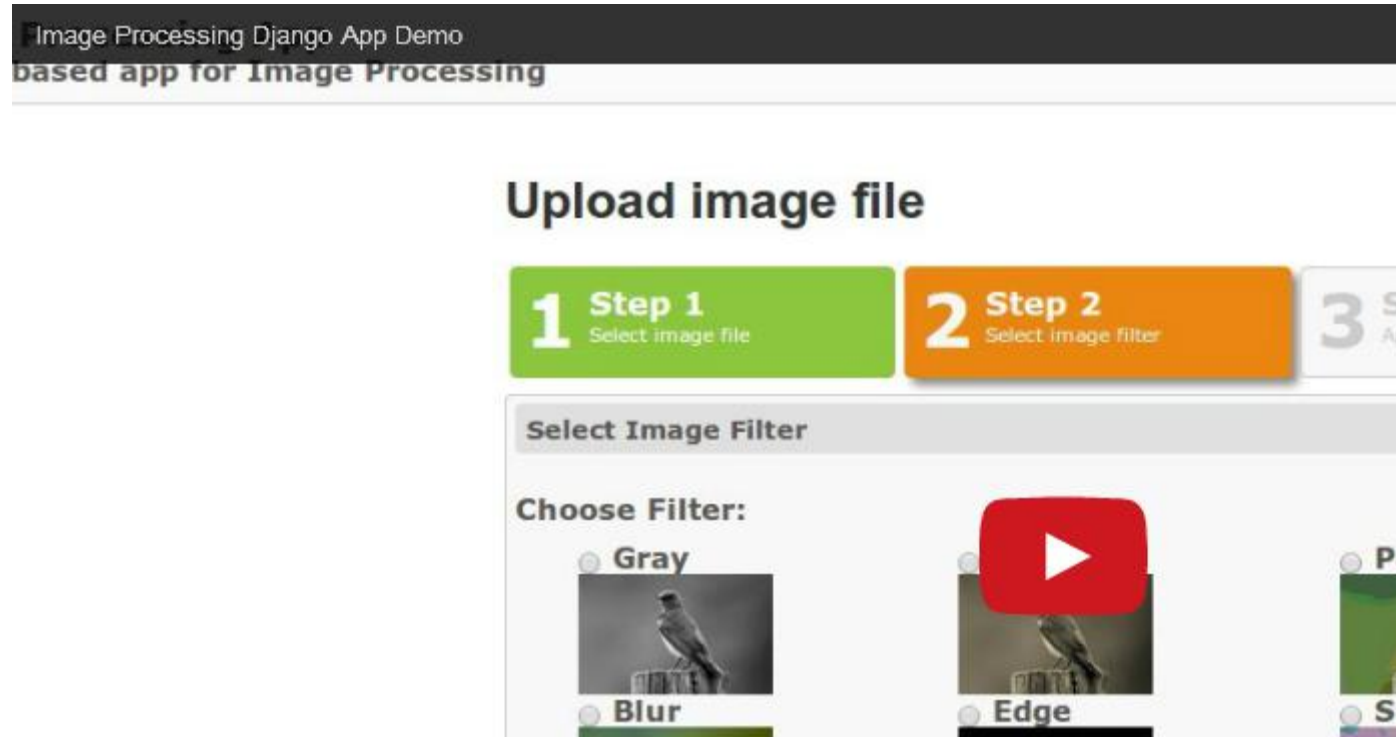 Image Processing Django App Demo
based app for Image Processing
Upload image file
1 Step 1
Select image file
2 Step 2
Select image filter
3
Select Image Filter
Choose Filter:
Gray
P
Blur
Edge
S